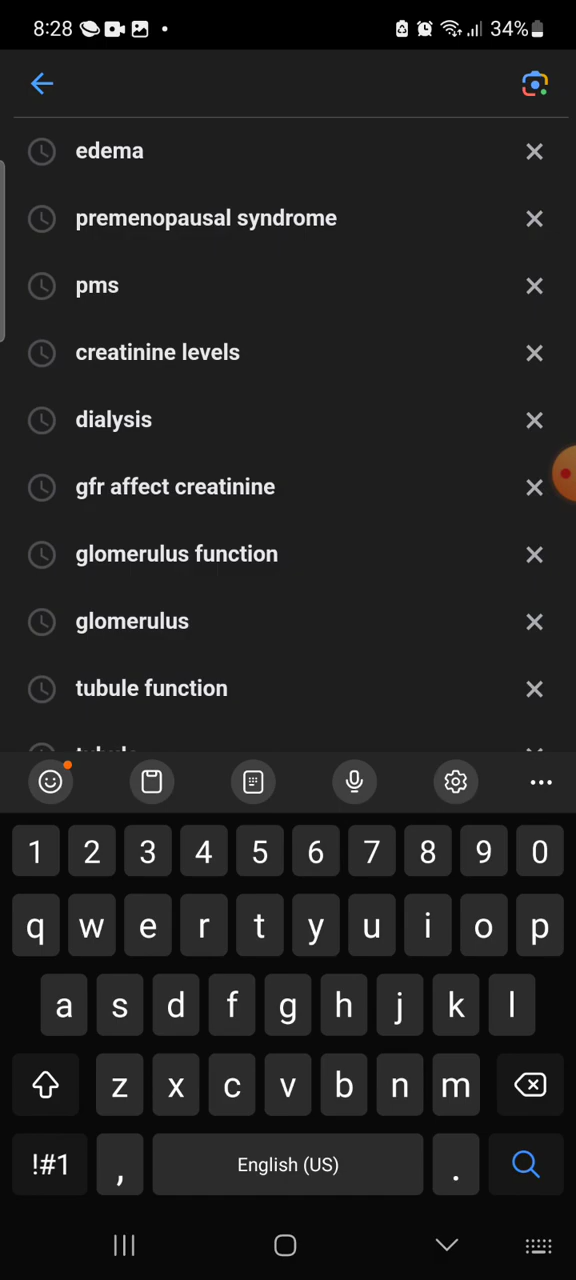 8:28 34%
edema
premenopausal syndrome
pms
creatinine levels
dialysis
gfr affect creatinine
glomerulus function
glomerulus
tubule function
1 2 3 4 5 6 7 8 9 0
q w e r t y u i o p
a s d f g h j k l
z x c v b n m
!#1 , English (US) .